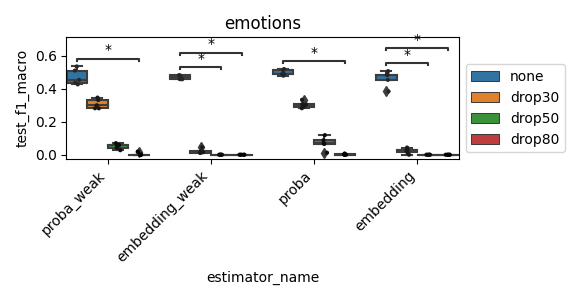 emotions
test_f1_macro
0.6
0.4
0.2
0.0
*
*
*
*
*
*
none
drop30
drop50
drop80
proba_weak
embedding_weak
proba
embedding
estimator_name